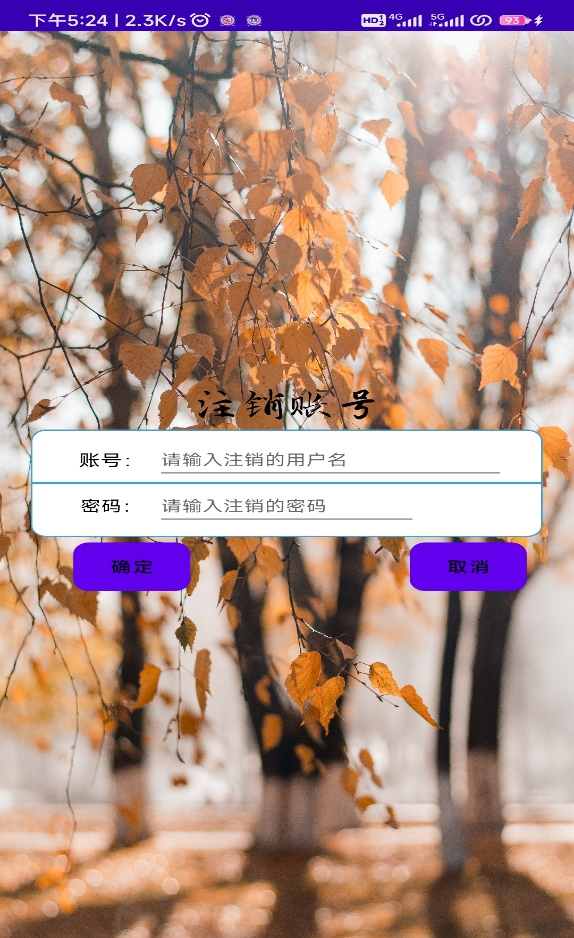 下午5:24 | 2.3K/s HD 1 2 4G 5G 93
注销账号
账号： 请输入注销的用户名
密码： 请输入注销的密码
确定 取消